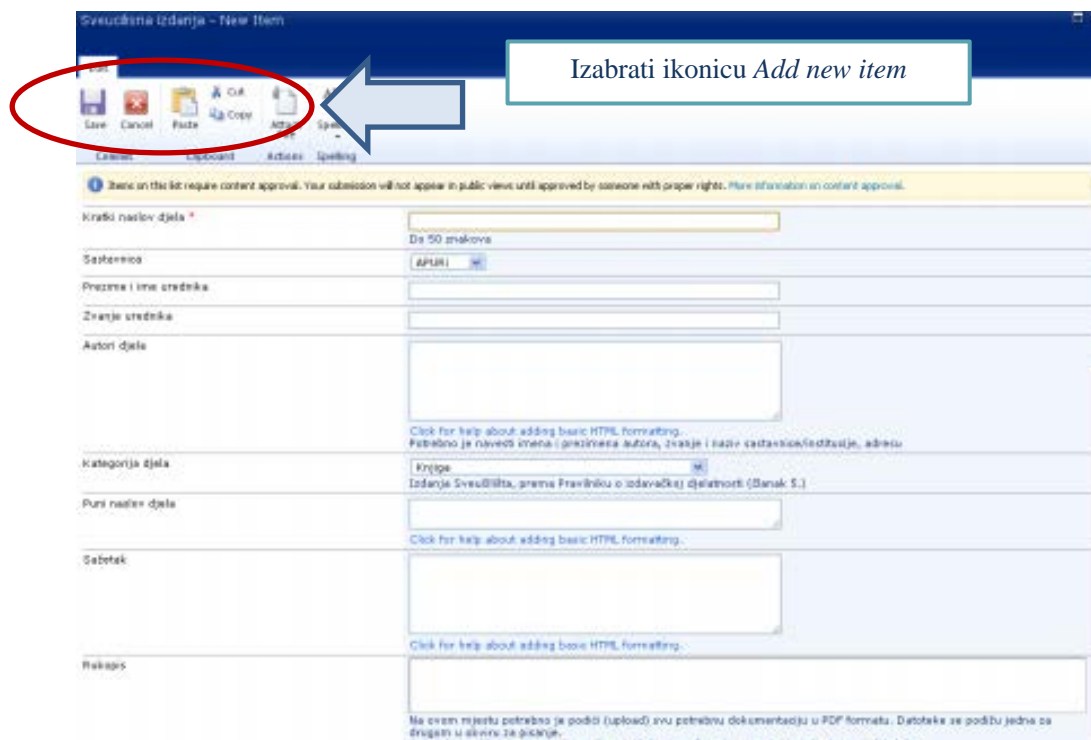 Sveučilišna izdanja - New Item
Izabrati ikonicu Add new item
Save
Cancel
Paste
Cut
Copy
Clipboard
Actions
Spelling
Items on this list require content approval. Your submission will not appear in public views until approved by someone with proper rights. More information on content approval.
Kratki naslov djela *
Do 50 znakova
Sastavnica
APURI
Prezime i ime urednika
Zvanje urednika
Autori djela
Click for help about adding basic HTML formatting.
Potrebno je navesti imena i prezimena autora, zvanje i naziv sastavnice/institucije, adresu
Kategorija djela
Knjige
Izdanja Sveučilišta, prema Pravilniku o izdavačkoj djelatnosti (članak 5.)
Puni naslov djela
Click for help about adding basic HTML formatting.
Sažetak
Click for help about adding basic HTML formatting.
Rukopis
Na ovom mjestu potrebno je podići (upload) svu potrebnu dokumentaciju u PDF formatu. Datoteke se podižu jedna za
drugom u okviru za pisanje.